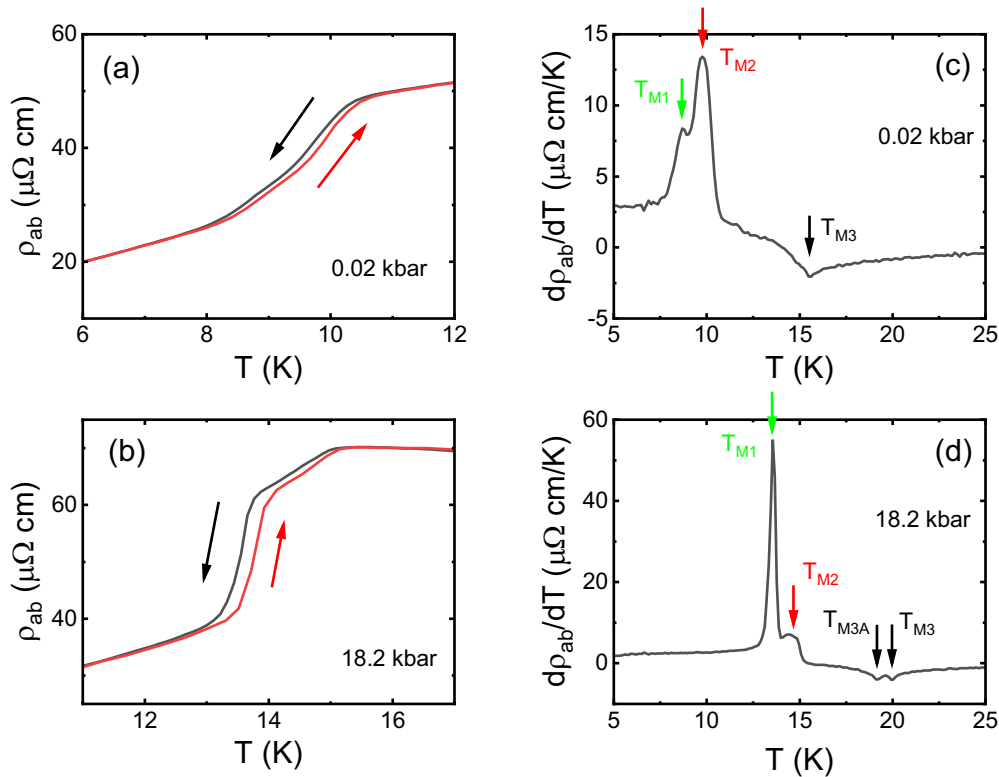 (a)
60
40
20
ρab (μΩ cm)
0.02 kbar
6 8 10 12
T (K)
(c)
TM2
TM1
0.02 kbar
TM3
15
10
5
0
-5
dρab/dT (μΩ cm/K)
5 10 15 20 25
T (K)
(b)
60
40
ρab (μΩ cm)
18.2 kbar
12 14 16
T (K)
(d)
TM1
18.2 kbar
TM2
TM3A TM3
60
40
20
0
dρab/dT (μΩ cm/K)
5 10 15 20 25
T (K)